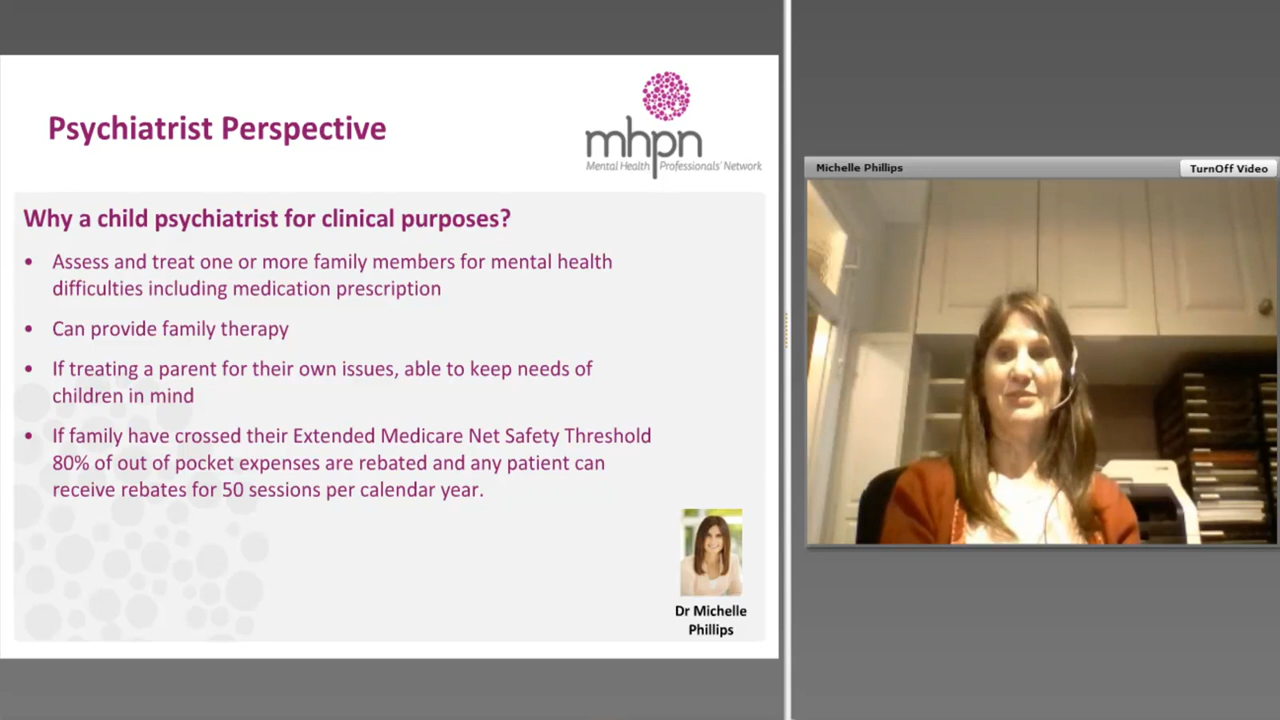 Psychiatrist Perspective
mhpn
Mental Health Professionals' Network
Why a child psychiatrist for clinical purposes?
• Assess and treat one or more family members for mental health
difficulties including medication prescription
• Can provide family therapy
• If treating a parent for their own issues, able to keep needs of
children in mind
• If family have crossed their Extended Medicare Net Safety Threshold
80% of out of pocket expenses are rebated and any patient can
receive rebates for 50 sessions per calendar year.
Dr Michelle
Phillips
Michelle Phillips
TurnOff Video